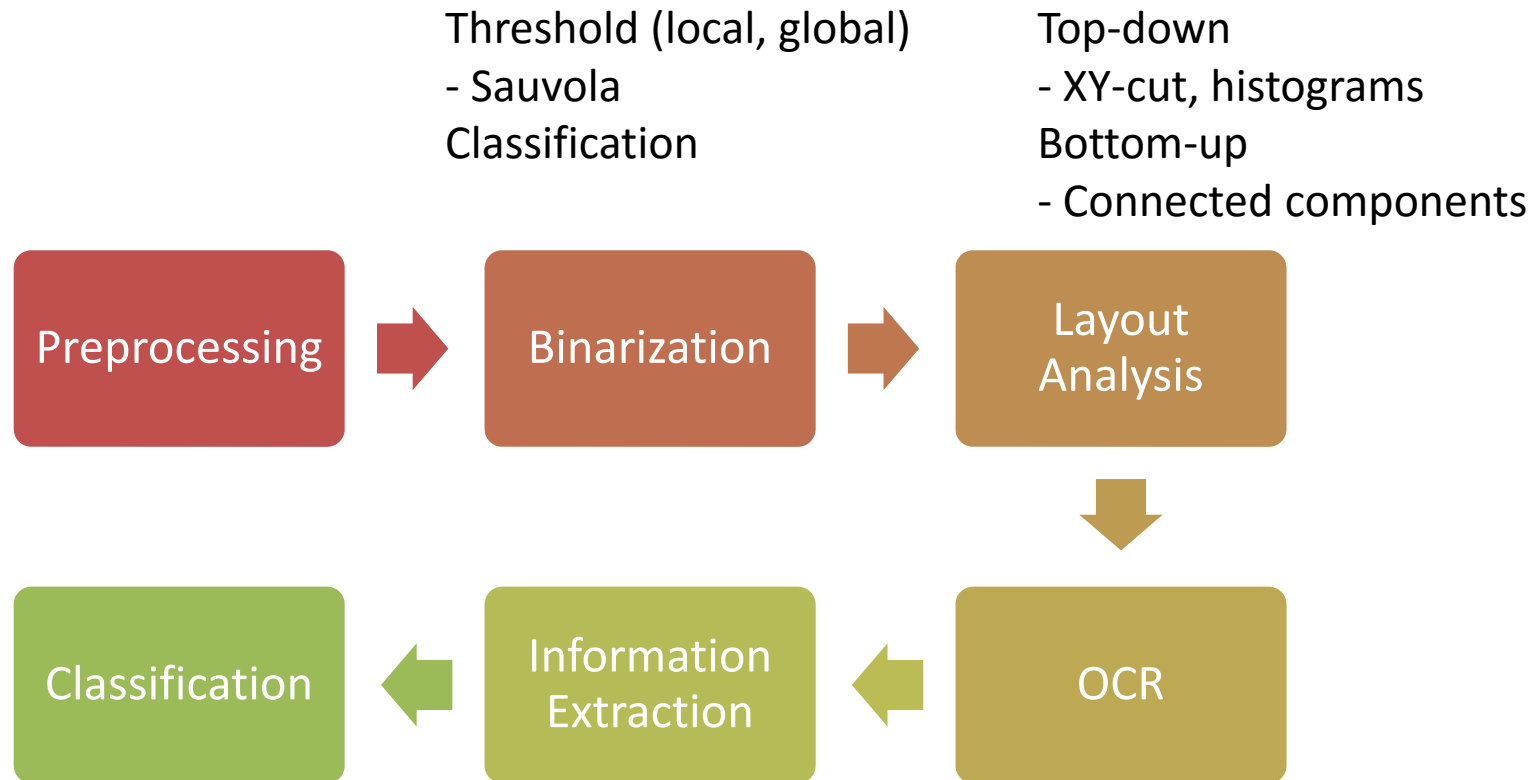 Threshold (local, global)
- Sauvola
Classification
Top-down
- XY-cut, histograms
Bottom-up
- Connected components
Preprocessing
Binarization
Layout
Analysis
Classification
Information
Extraction
OCR